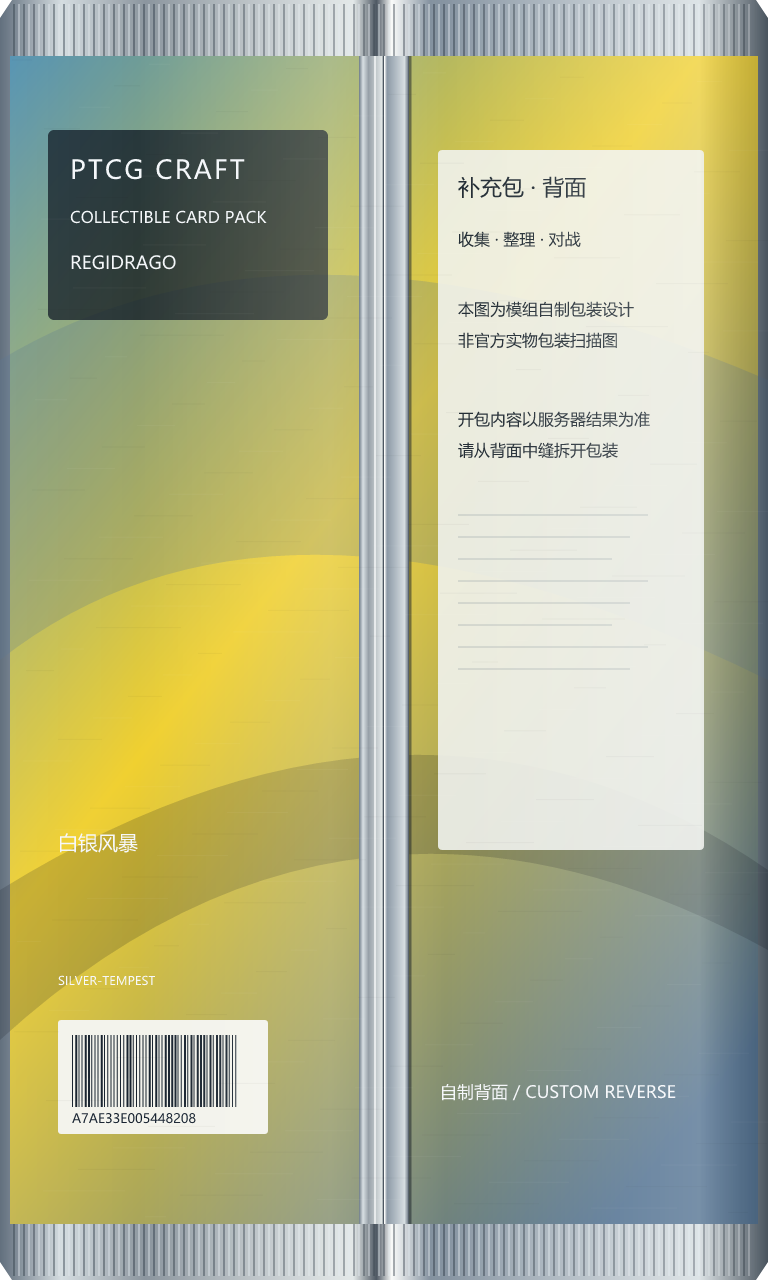 PTCG CRAFT
COLLECTIBLE CARD PACK
REGIDRAGO
白银风暴
SILVER-TEMPEST
A7AE33E005448208
补充包 · 背面
收集 · 整理 · 对战
本图为模组自制包装设计
非官方实物包装扫描图
开包内容以服务器结果为准
请从背面中缝拆开包装
自制背面 / CUSTOM REVERSE